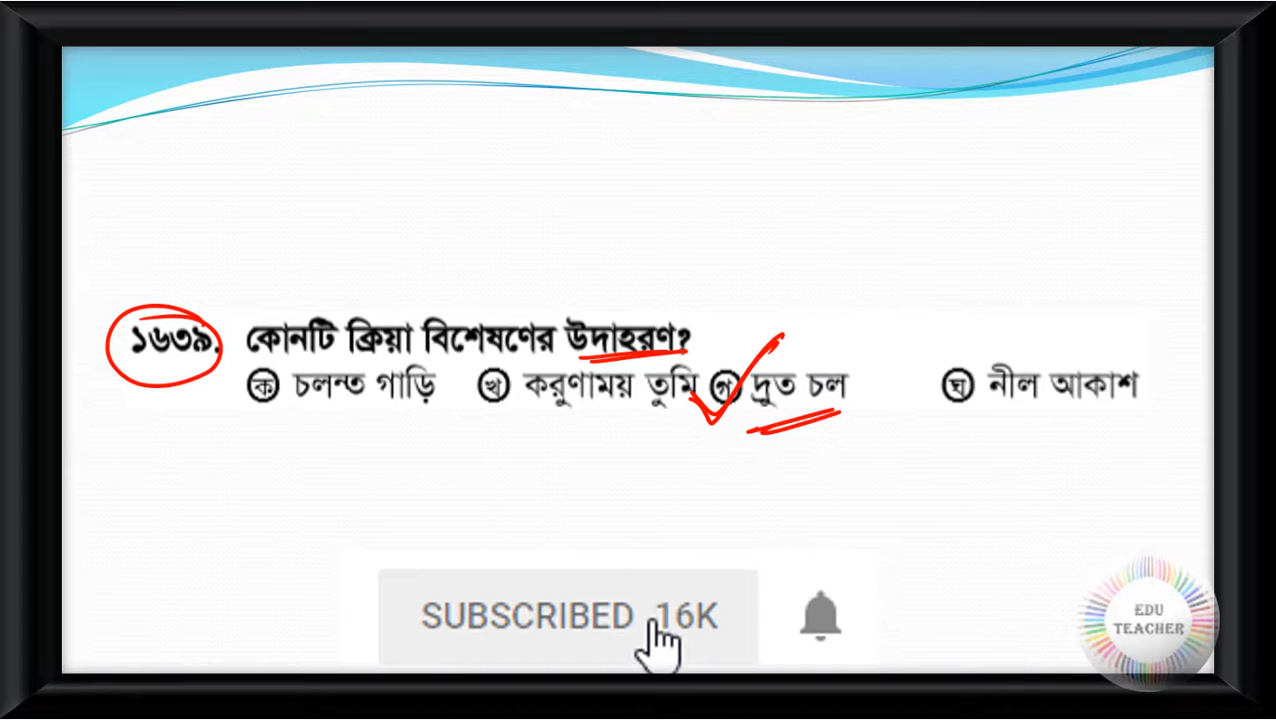 ১৬৩৯. কোনটি ক্রিয়া বিশেষণের উদাহরণ?
ক চলন্ত গাড়ি খ করুণাময় তুমি গ দ্রুত চল ঘ নীল আকাশ
SUBSCRIBED 16K
EDU
TEACHER